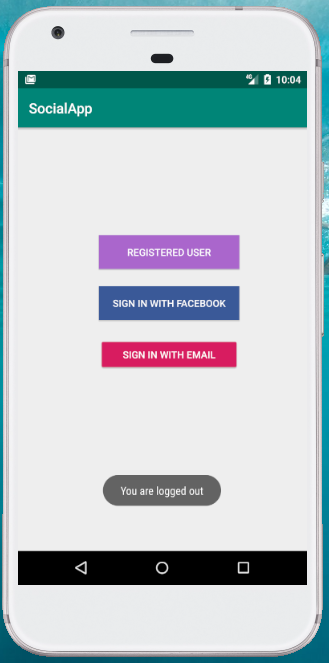 4G 10:04
SocialApp
REGISTERED USER
SIGN IN WITH FACEBOOK
SIGN IN WITH EMAIL
You are logged out